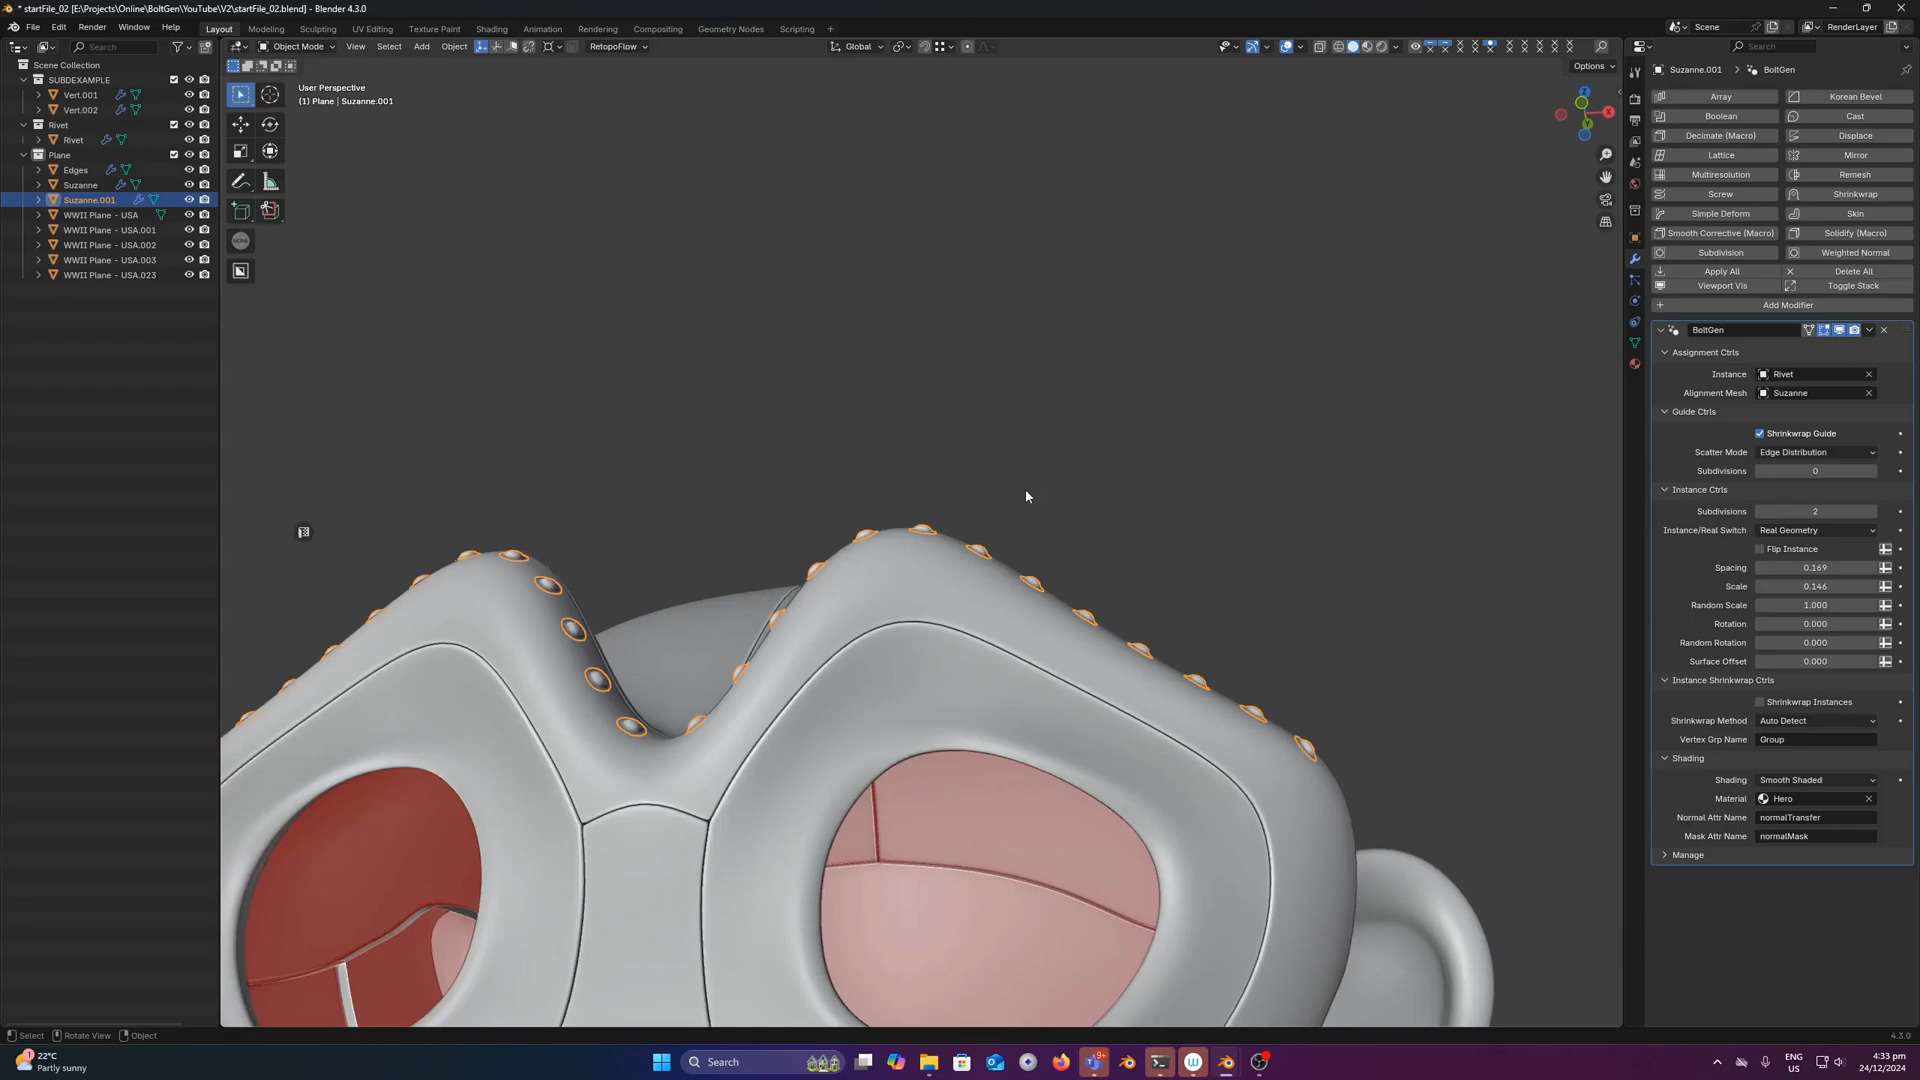 * startFile_02 [E:\Projects\Online\BoltGen\YouTube\V2\startFile_02.blend] - Blender 4.3.0
File Edit Render Window Help
Layout Modeling Sculpting UV Editing Texture Paint Shading Animation Rendering Compositing Geometry Nodes Scripting +
Scene
RenderLayer
Search
Object Mode View Select Add Object RetopoFlow Global
Search
Options
Scene Collection
SUBDEXAMPLE
Vert.001
Vert.002
Rivet
Rivet
Plane
Edges
Suzanne
Suzanne.001
WWII Plane - USA
WWII Plane - USA.001
WWII Plane - USA.002
WWII Plane - USA.003
WWII Plane - USA.023
User Perspective
(1) Plane | Suzanne.001
NONE
Z
X
Y
Suzanne.001 > BoltGen
Array Korean Bevel
Boolean Cast
Decimate (Macro) Displace
Lattice Mirror
Multiresolution Remesh
Screw Shrinkwrap
Simple Deform Skin
Smooth Corrective (Macro) Solidify (Macro)
Subdivision Weighted Normal
Apply All Delete All
Viewport Vis Toggle Stack
Add Modifier
BoltGen
Assignment Ctrls
Instance Rivet
Alignment Mesh Suzanne
Guide Ctrls
Shrinkwrap Guide
Scatter Mode Edge Distribution
Subdivisions 0
Instance Ctrls
Subdivisions 2
Instance/Real Switch Real Geometry
Flip Instance
Spacing 0.169
Scale 0.146
Random Scale 1.000
Rotation 0.000
Random Rotation 0.000
Surface Offset 0.000
Instance Shrinkwrap Ctrls
Shrinkwrap Instances
Shrinkwrap Method Auto Detect
Vertex Grp Name Group
Shading
Shading Smooth Shaded
Material Hero
Normal Attr Name normalTransfer
Mask Attr Name normalMask
Manage
Select Rotate View Object
4.3.0
1
22°C
Partly sunny
Search
9+
ENG
US
4:33 pm
24/12/2024